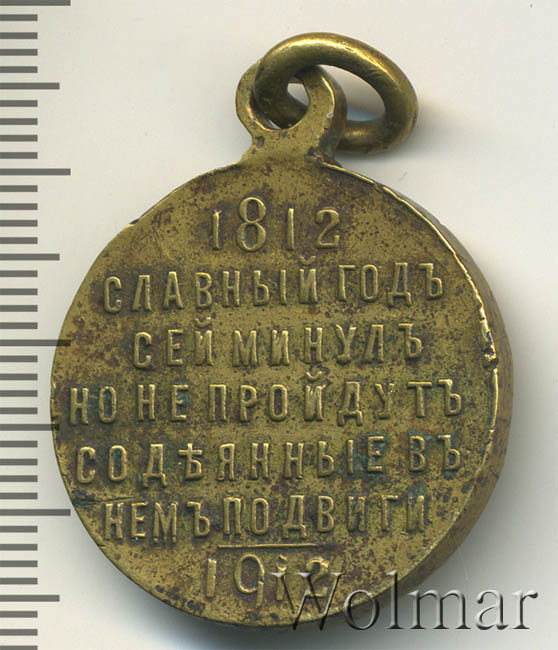 1812
СЛАВНЫЙ ГОДЪ
СЕЙ МИНУЛЪ
НО НЕ ПРОЙДУТЪ
СОДѢЯННЫЕ ВЪ
НЕМЪ ПОДВИГИ
1912
Wolmar